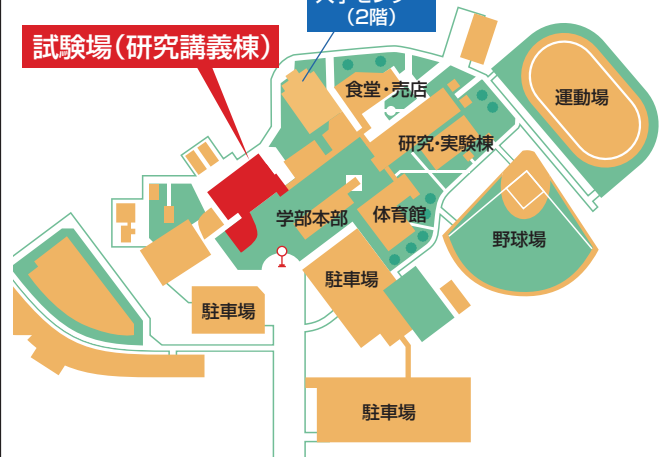 (2階)
試験場(研究講義棟)
食堂・売店
運動場
研究・実験棟
学部本部
体育館
野球場
駐車場
駐車場
駐車場